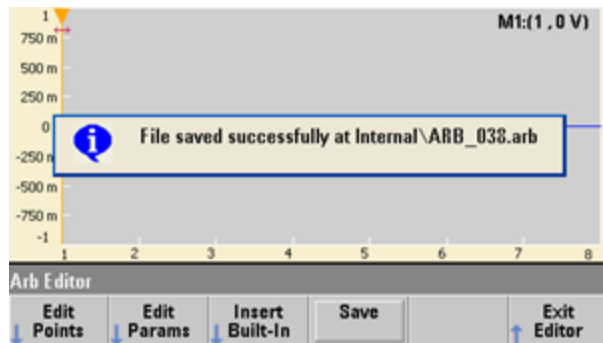 1
M1:(1 , 0 V)
750 m
500 m
250 m
0
File saved successfully at Internal\ARB_038.arb
-250 m
-500 m
-750 m
-1
1 2 3 4 5 6 7 8
Arb Editor
Edit Points
Edit Params
Insert Built-In
Save
Exit Editor